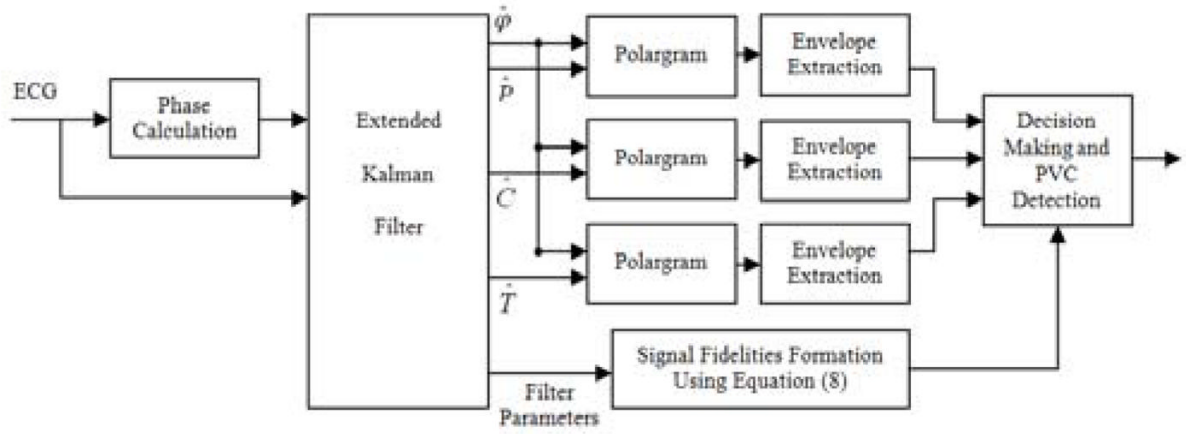 ECG
Phase
Calculation
Extended
Kalman
Filter
φ̂
P̂
Ĉ
T̂
Filter
Parameters
Polargram
Envelope
Extraction
Polargram
Envelope
Extraction
Polargram
Envelope
Extraction
Signal Fidelities Formation
Using Equation (8)
Decision
Making and
PVC
Detection